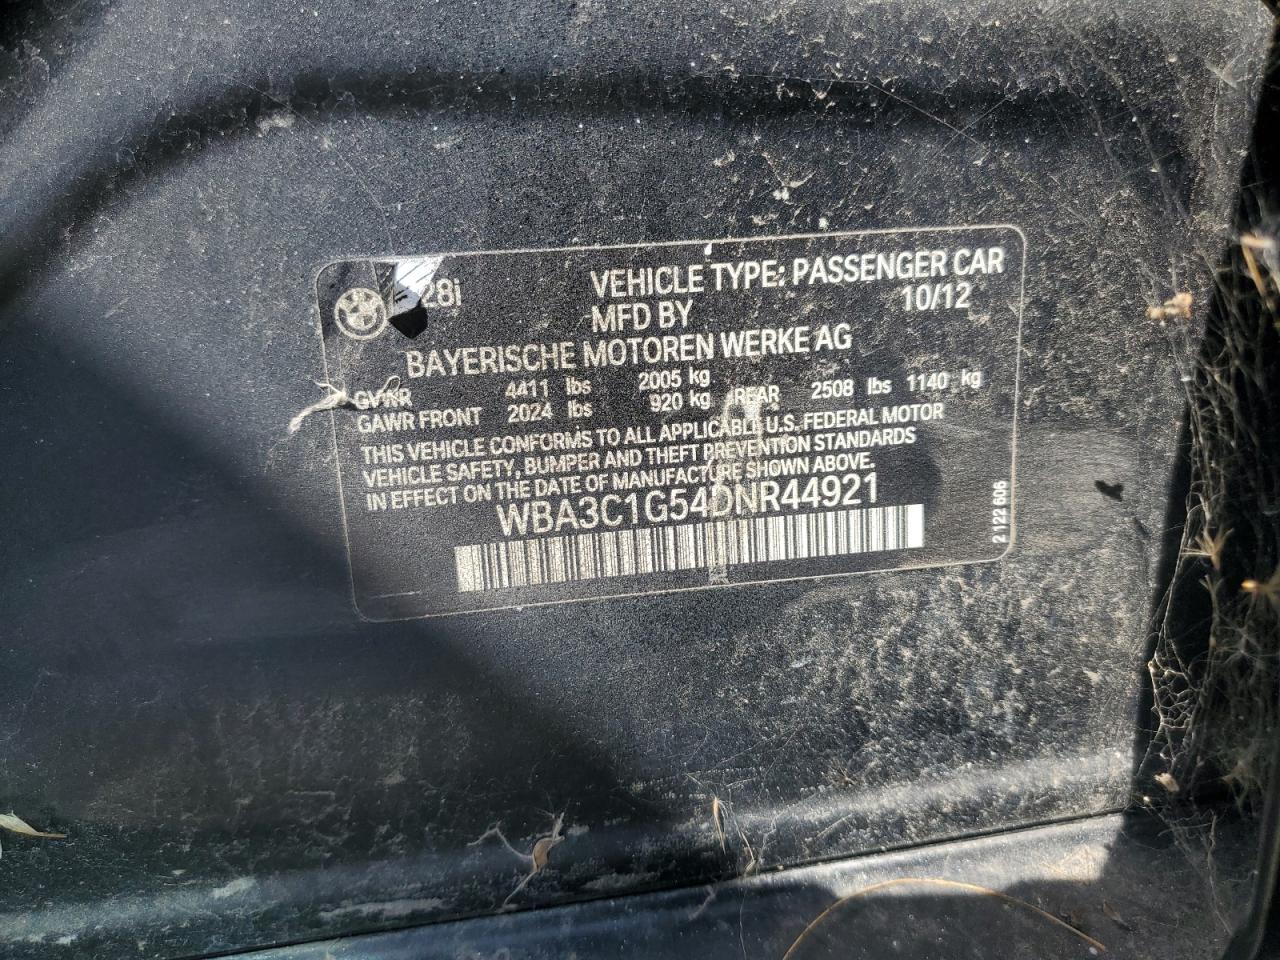 28i
VEHICLE TYPE: PASSENGER CAR
MFD BY 10/12
BAYERISCHE MOTOREN WERKE AG
GVWR 4411 lbs 2005 kg
GAWR FRONT 2024 lbs 920 kg REAR 2508 lbs 1140 kg
THIS VEHICLE CONFORMS TO ALL APPLICABLE U.S. FEDERAL MOTOR
VEHICLE SAFETY, BUMPER AND THEFT PREVENTION STANDARDS
IN EFFECT ON THE DATE OF MANUFACTURE SHOWN ABOVE.
WBA3C1G54DNR44921
2 122 606